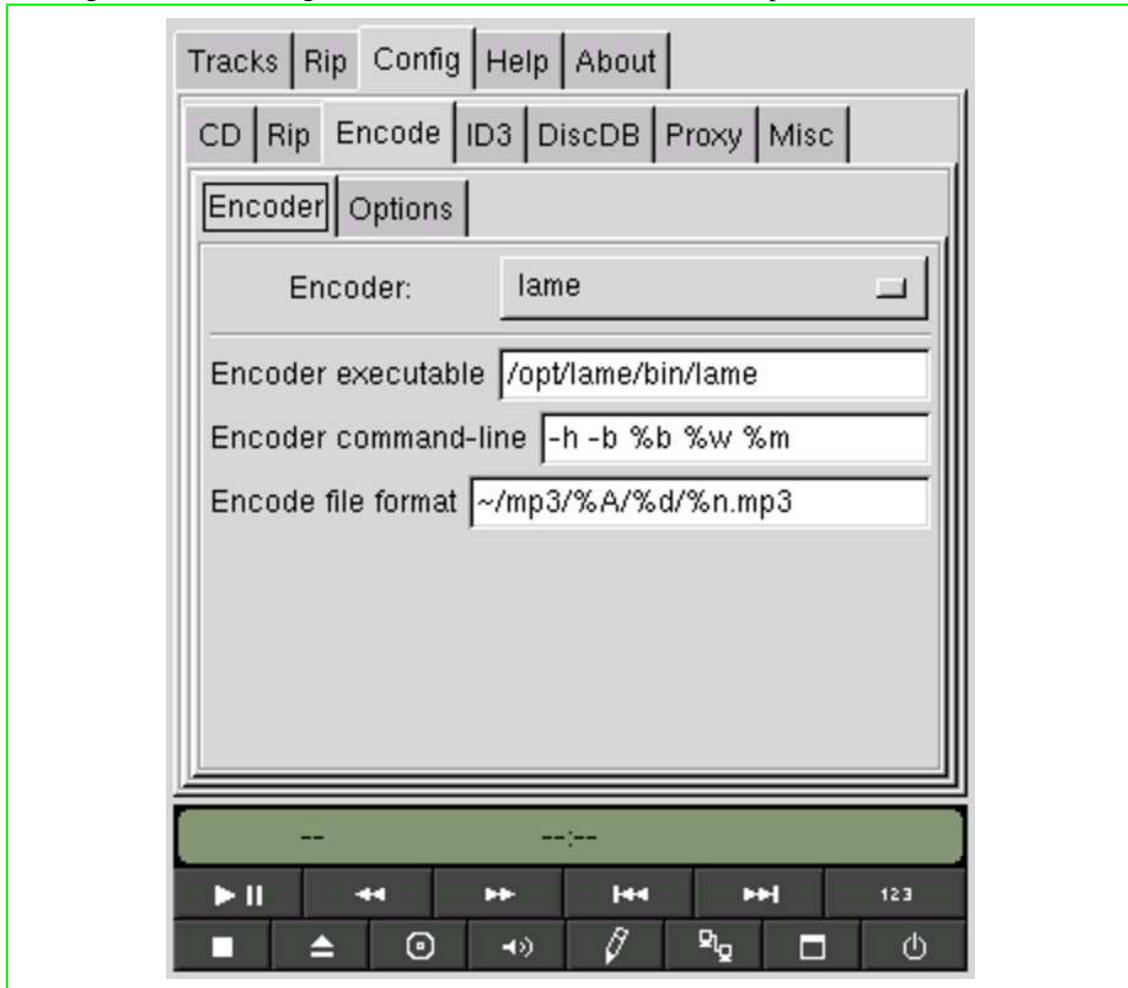 Tracks Rip Config Help About
CD Rip Encode ID3 DiscDB Proxy Misc
Encoder Options
Encoder: lame
Encoder executable /opt/lame/bin/lame
Encoder command-line -h -b %b %w %m
Encode file format ~/mp3/%A/%d/%n.mp3
-- --:--
123